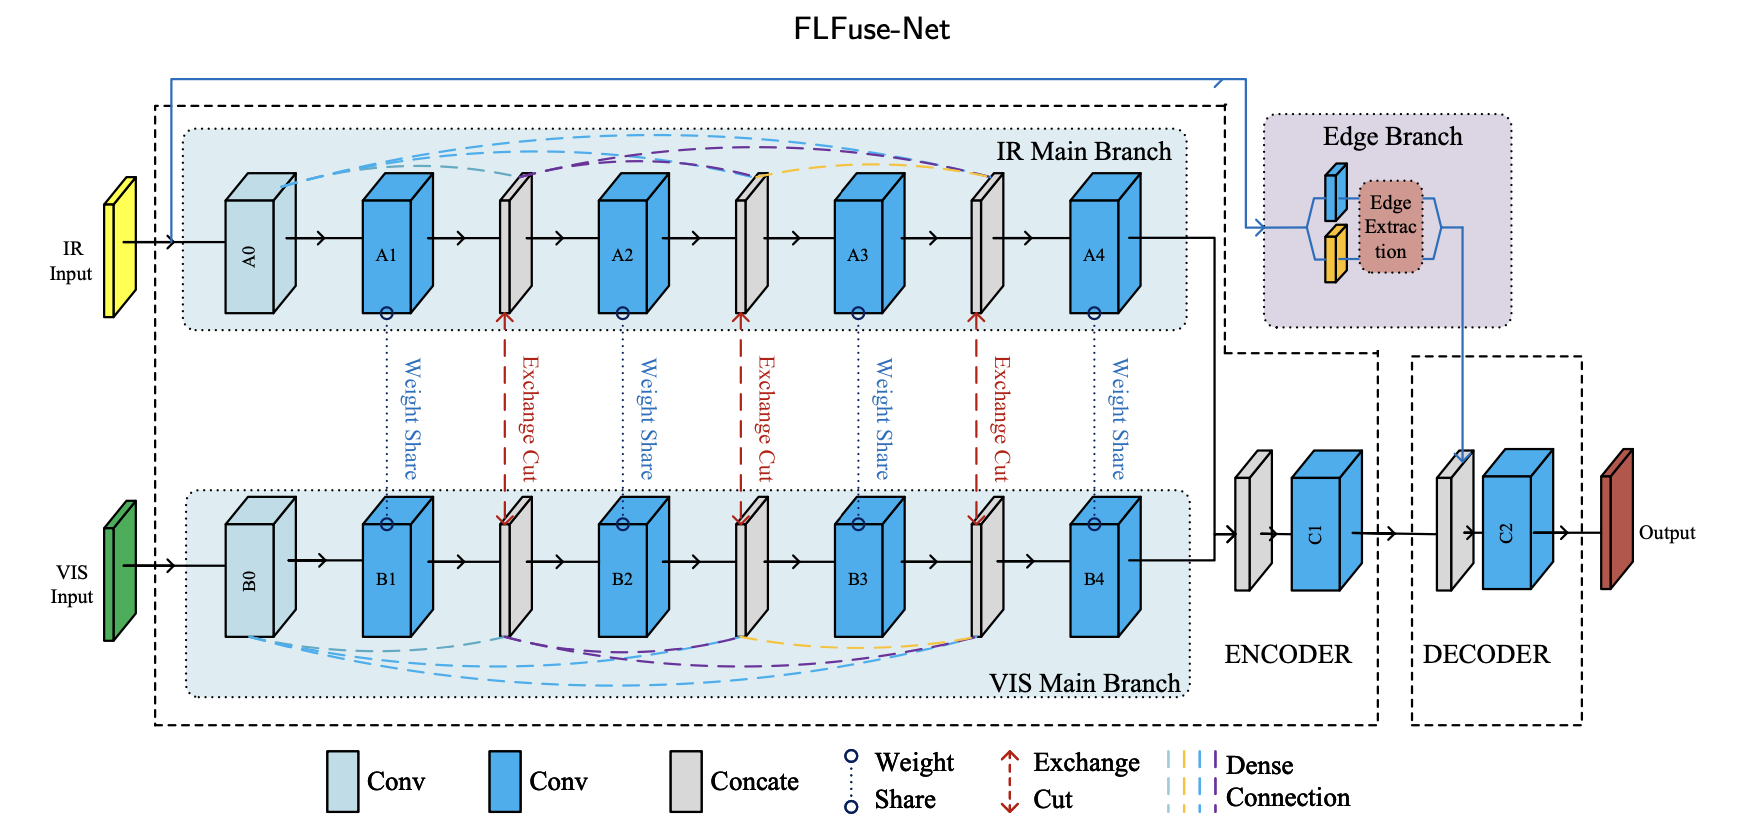 FLFuse-Net
Edge Branch
IR Main Branch
Edge
Extrac
tion
IR
Input
A0
A1
A2
A3
A4
Weight Share
Exchange Cut
Weight Share
Exchange Cut
Weight Share
Exchange Cut
Weight Share
VIS
Input
B0
B1
B2
B3
B4
C1
C2
Output
ENCODER
DECODER
VIS Main Branch
Conv
Conv
Concate
Weight
Share
Exchange
Cut
Dense
Connection